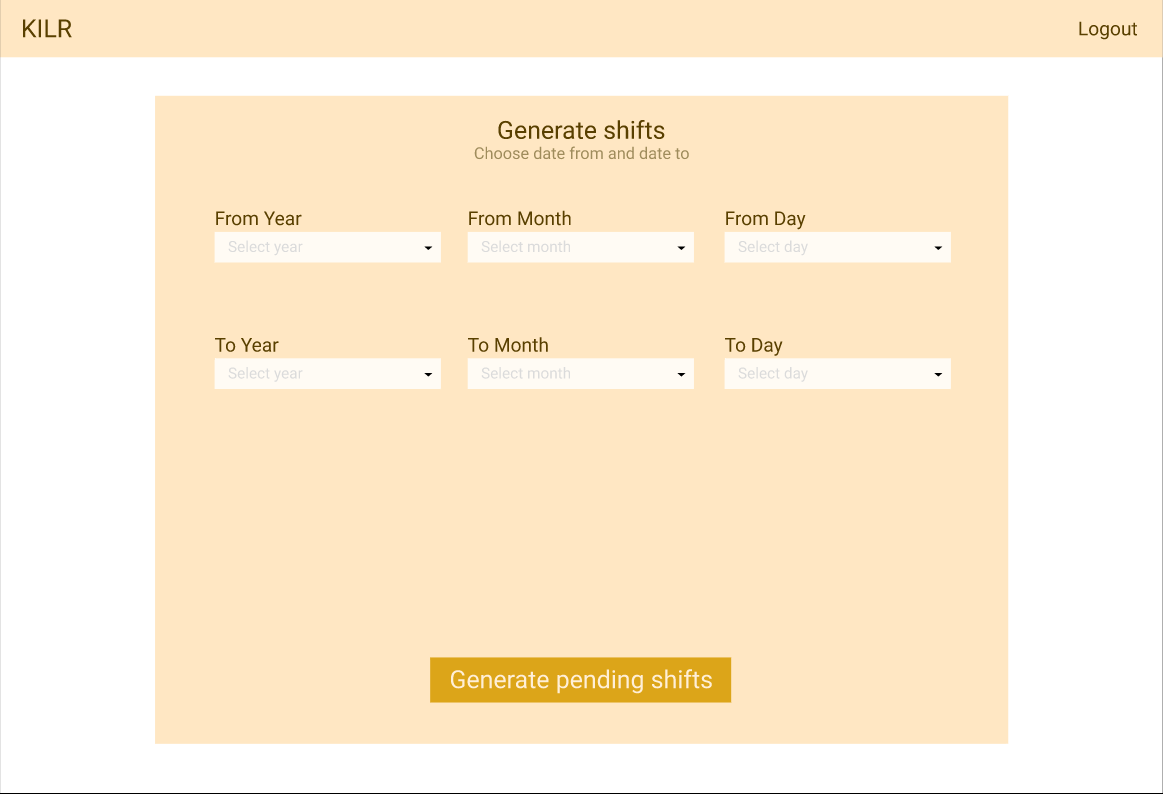 KILR
Logout
Generate shifts
Choose date from and date to
From Year
From Month
From Day
Select year
Select month
Select day
To Year
To Month
To Day
Select year
Select month
Select day
Generate pending shifts